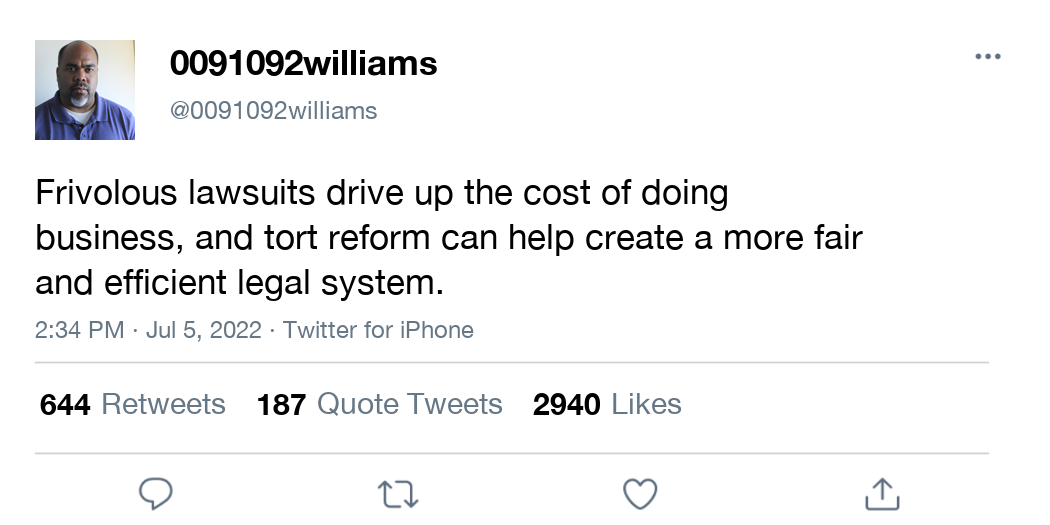 0091092williams
@0091092williams
Frivolous lawsuits drive up the cost of doing
business, and tort reform can help create a more fair
and efficient legal system.
2:34 PM · Jul 5, 2022 · Twitter for iPhone
644 Retweets 187 Quote Tweets 2940 Likes